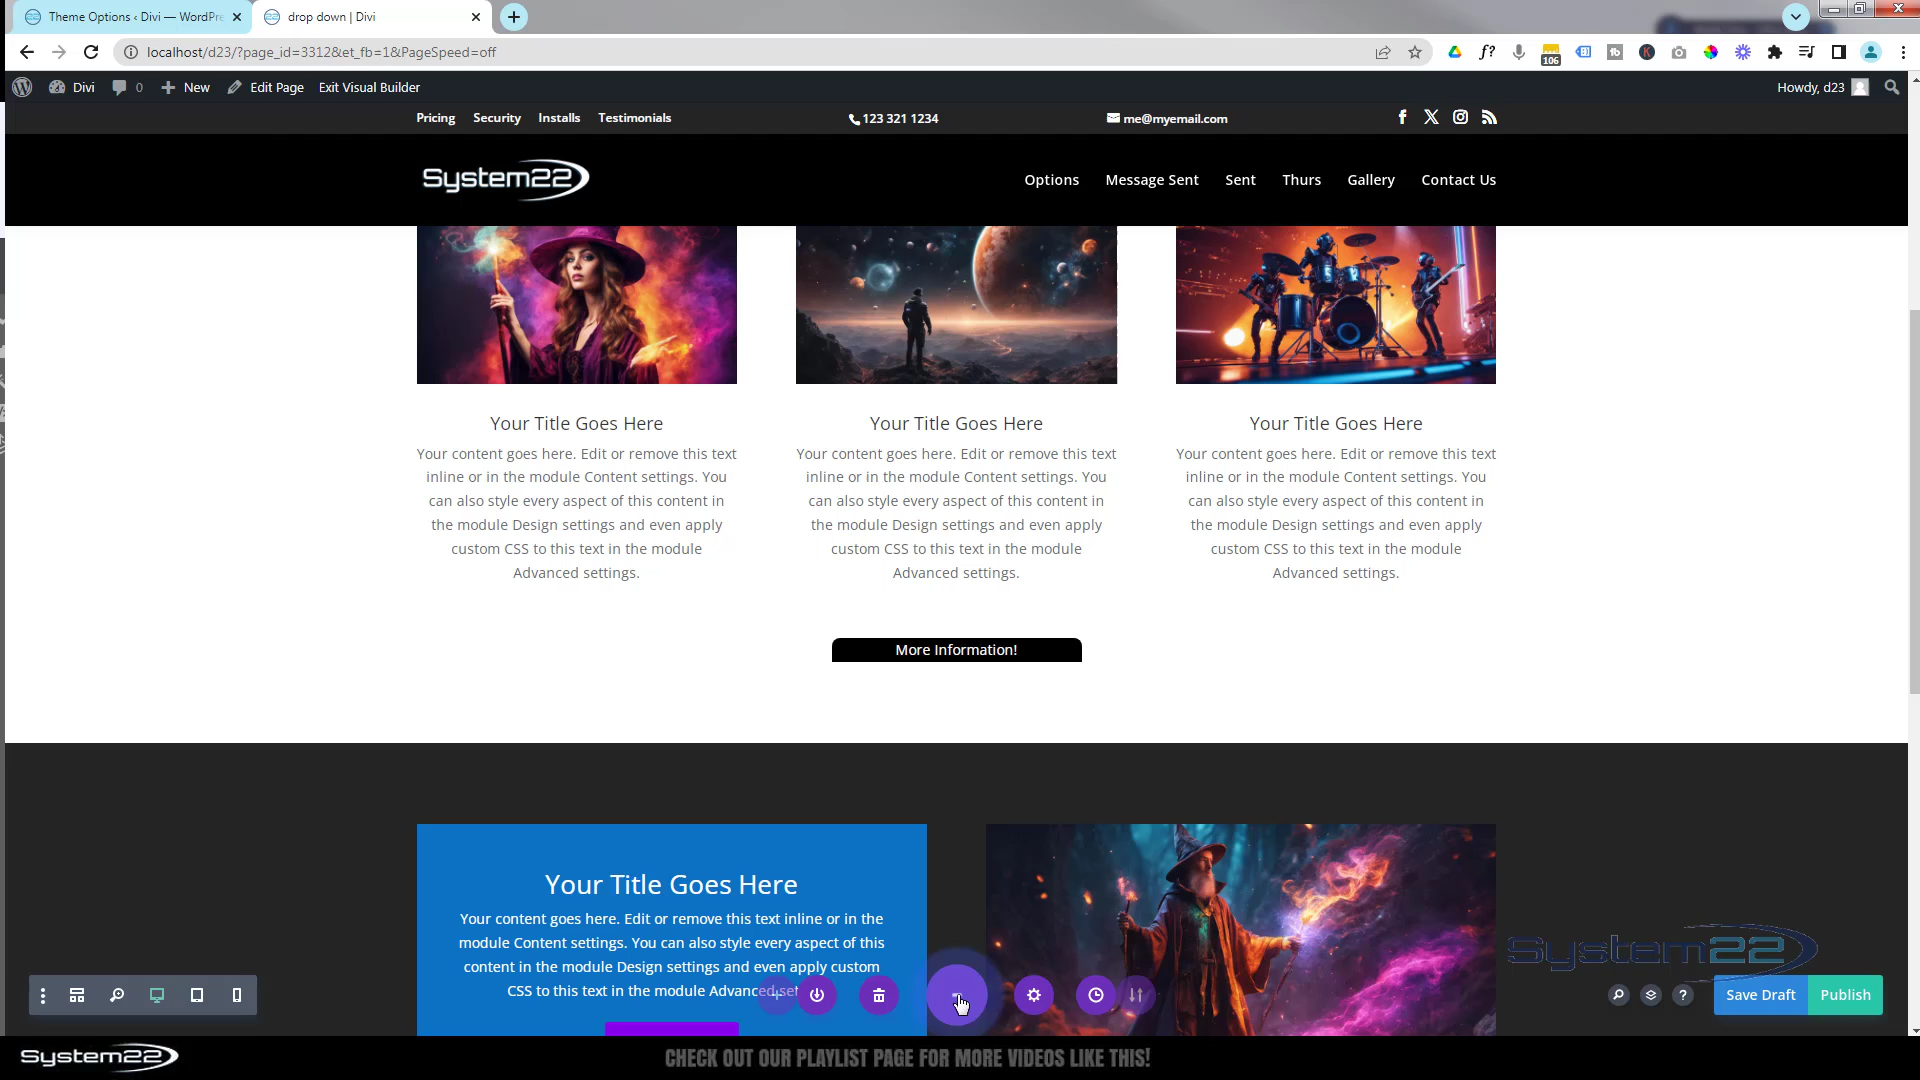 Theme Options ‹ Divi — WordPre
drop down | Divi
localhost/d23/?page_id=3312&et_fb=1&PageSpeed=off
106
Divi
0
New
Edit Page
Exit Visual Builder
Howdy, d23
Pricing
Security
Installs
Testimonials
123 321 1234
me@myemail.com
System22
Options
Message Sent
Sent
Thurs
Gallery
Contact Us
Your Title Goes Here
Your content goes here. Edit or remove this text
inline or in the module Content settings. You
can also style every aspect of this content in
the module Design settings and even apply
custom CSS to this text in the module
Advanced settings.
Your Title Goes Here
Your content goes here. Edit or remove this text
inline or in the module Content settings. You
can also style every aspect of this content in
the module Design settings and even apply
custom CSS to this text in the module
Advanced settings.
Your Title Goes Here
Your content goes here. Edit or remove this text
inline or in the module Content settings. You
can also style every aspect of this content in
the module Design settings and even apply
custom CSS to this text in the module
Advanced settings.
More Information!
Your Title Goes Here
Your content goes here. Edit or remove this text inline or in the
module Content settings. You can also style every aspect of this
content in the module Design settings and even apply custom
CSS to this text in the module Advanced set
System22
Save Draft
Publish
System22
CHECK OUT OUR PLAYLIST PAGE FOR MORE VIDEOS LIKE THIS!